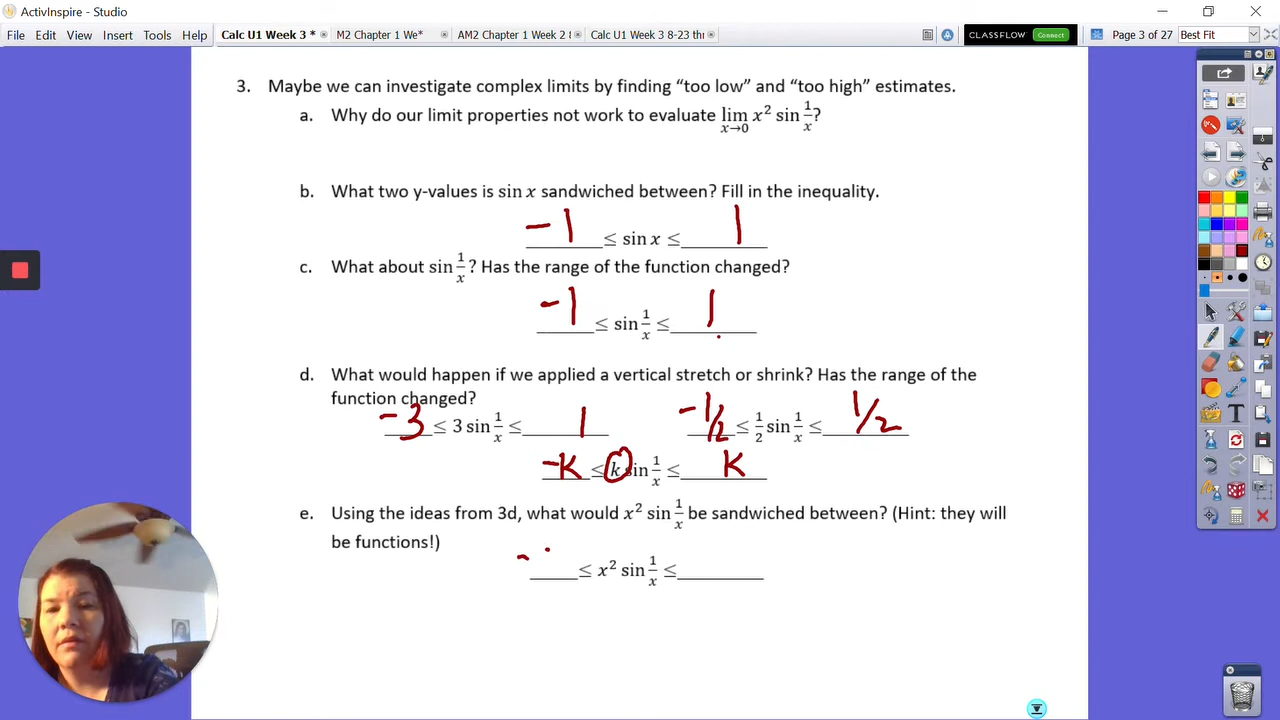 ActivInspire - Studio
File Edit View Insert Tools Help Calc U1 Week 3 * M2 Chapter 1 We* AM2 Chapter 1 Week 2 8 Calc U1 Week 3 8-23 thr CLASSFLOW Connect Page 3 of 27 Best Fit
3. Maybe we can investigate complex limits by finding “too low” and “too high” estimates.
a. Why do our limit properties not work to evaluate lim x→0 x² sin 1/x?
b. What two y-values is sin x sandwiched between? Fill in the inequality.
-1 ≤ sin x ≤ 1
c. What about sin 1/x? Has the range of the function changed?
-1 ≤ sin 1/x ≤ 1
d. What would happen if we applied a vertical stretch or shrink? Has the range of the
function changed?
-3 ≤ 3 sin 1/x ≤ 1 -1/2 ≤ 1/2 sin 1/x ≤ 1/2
-K ≤ k sin 1/x ≤ K
e. Using the ideas from 3d, what would x² sin 1/x be sandwiched between? (Hint: they will
be functions!)
- ≤ x² sin 1/x ≤